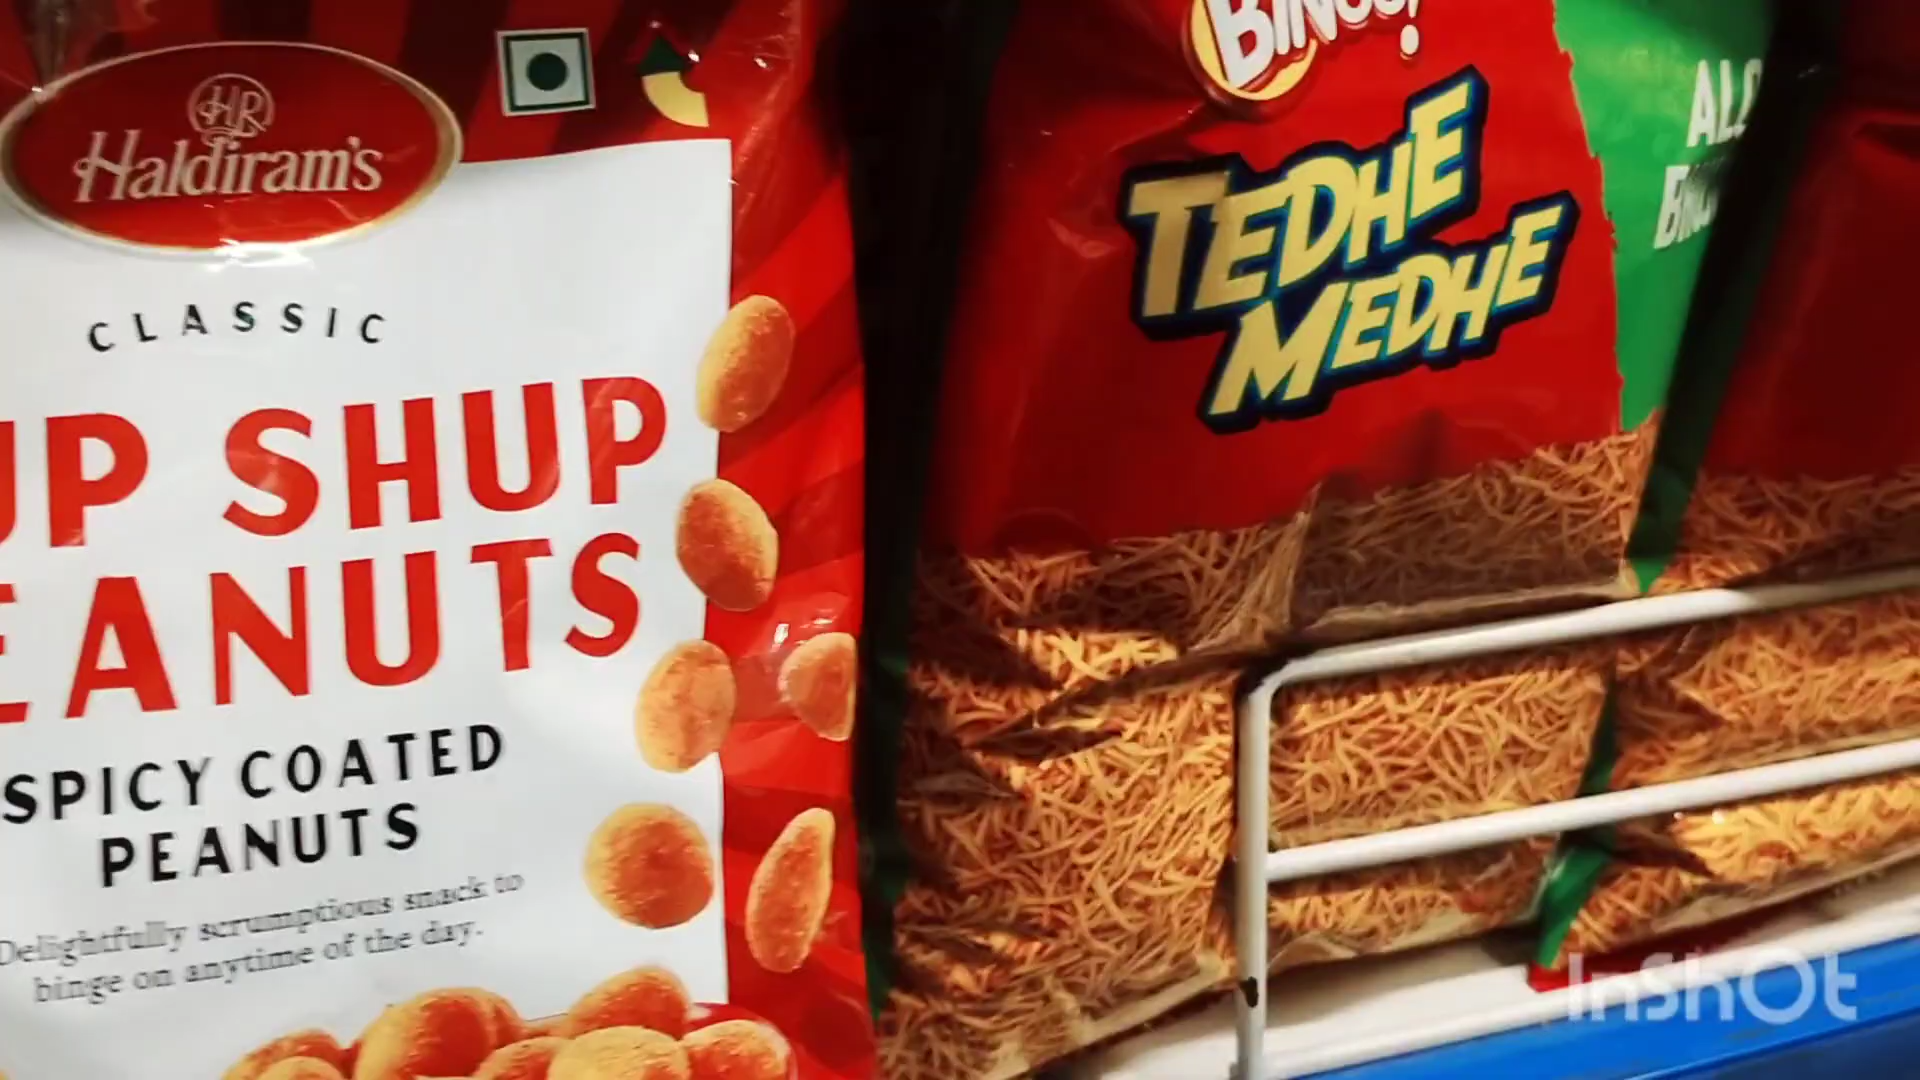 HR
Haldiram's
CLASSIC
UP SHUP
EANUTS
SPICY COATED
PEANUTS
Delightfully scrumptious snack to
binge on anytime of the day.
BINGO!
TEDHE
MEDHE
InShOt